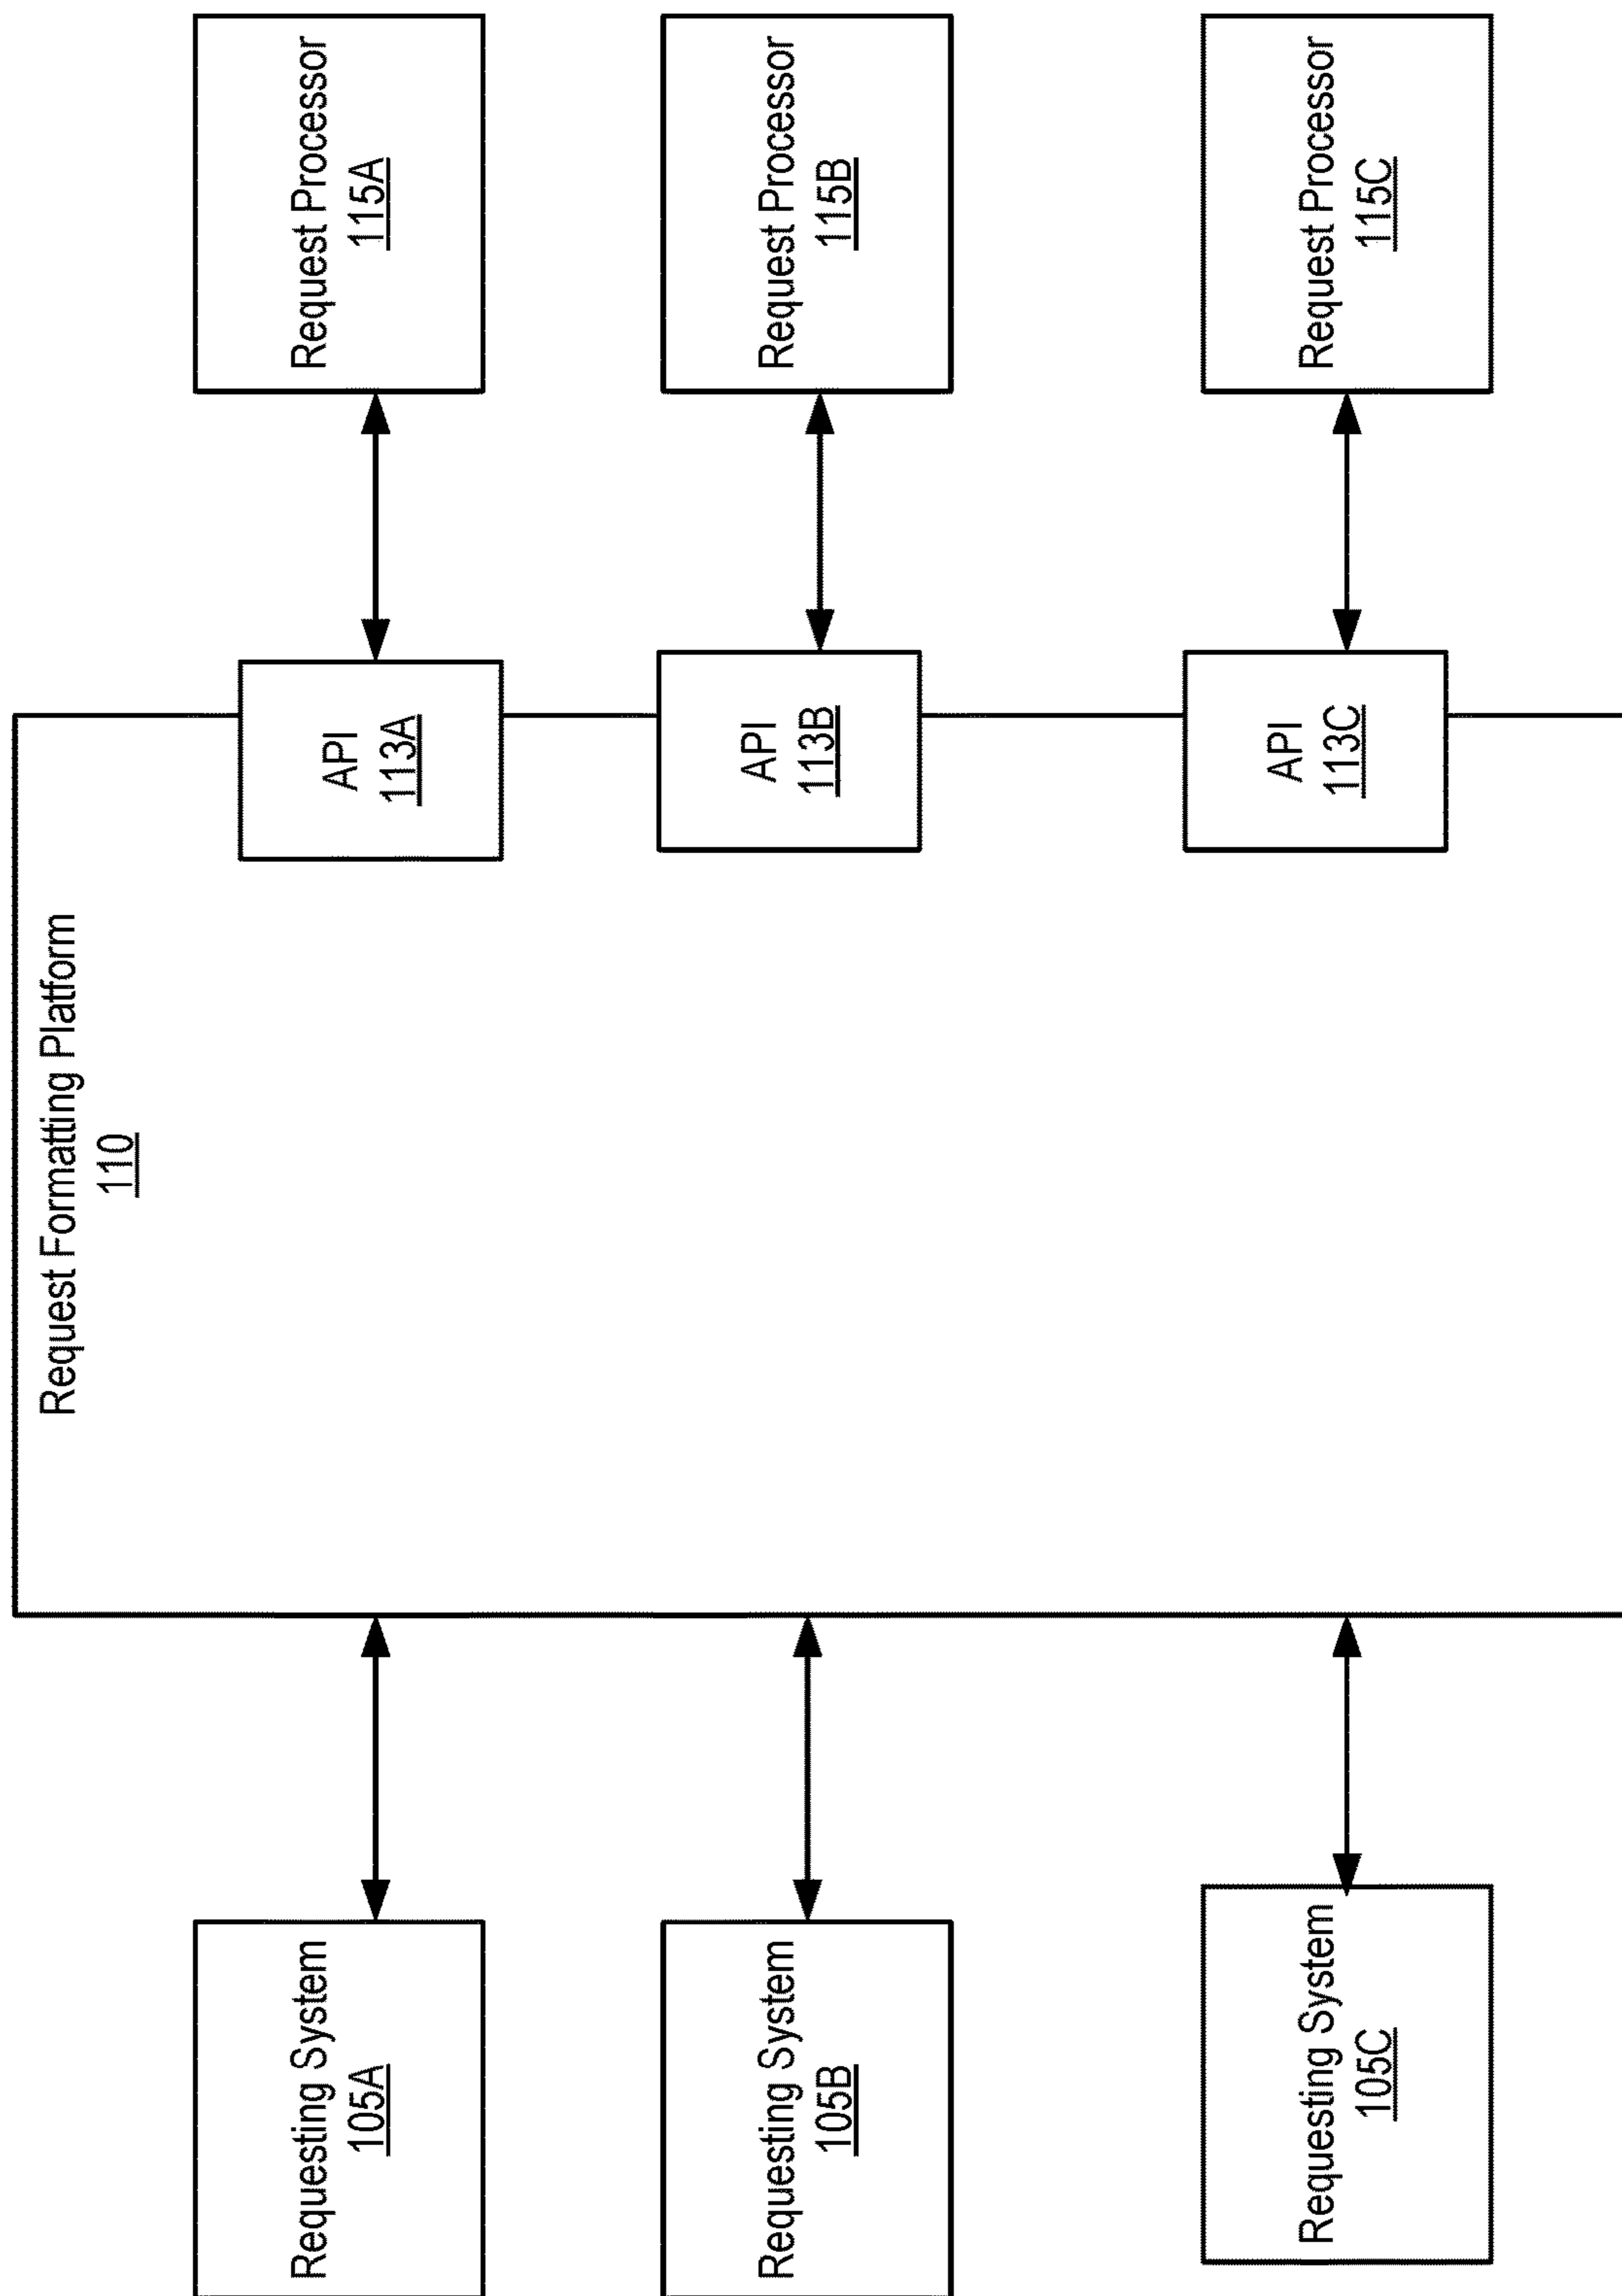 Request Formatting Platform
110
Requesting System
105A
API
113A
Request Processor
115A
Requesting System
105B
API
113B
Request Processor
115B
Requesting System
105C
API
113C
Request Processor
115C